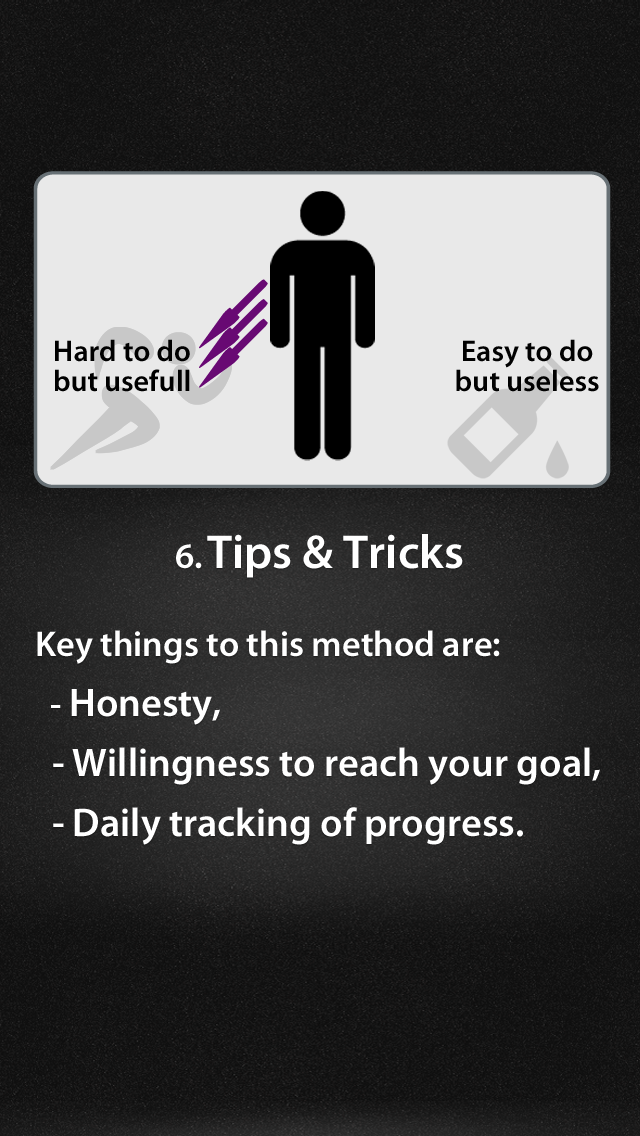 Hard to do
but usefull
Easy to do
but useless
6. Tips & Tricks
Key things to this method are:
- Honesty,
- Willingness to reach your goal,
- Daily tracking of progress.